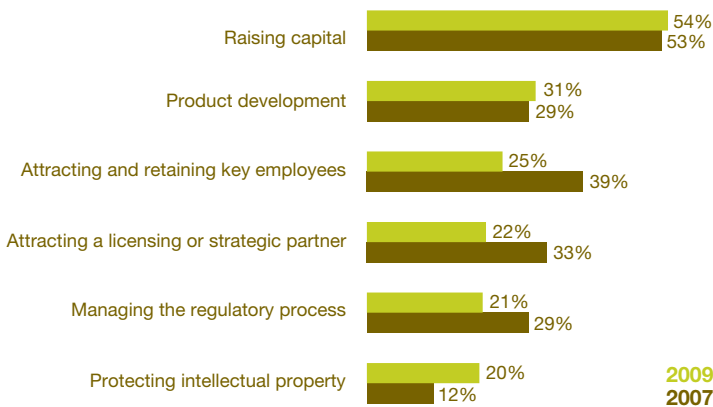 54%
Raising capital
53%
31%
Product development
29%
25%
Attracting and retaining key employees
39%
22%
Attracting a licensing or strategic partner
33%
21%
Managing the regulatory process
29%
20%
Protecting intellectual property
12%
2009
2007